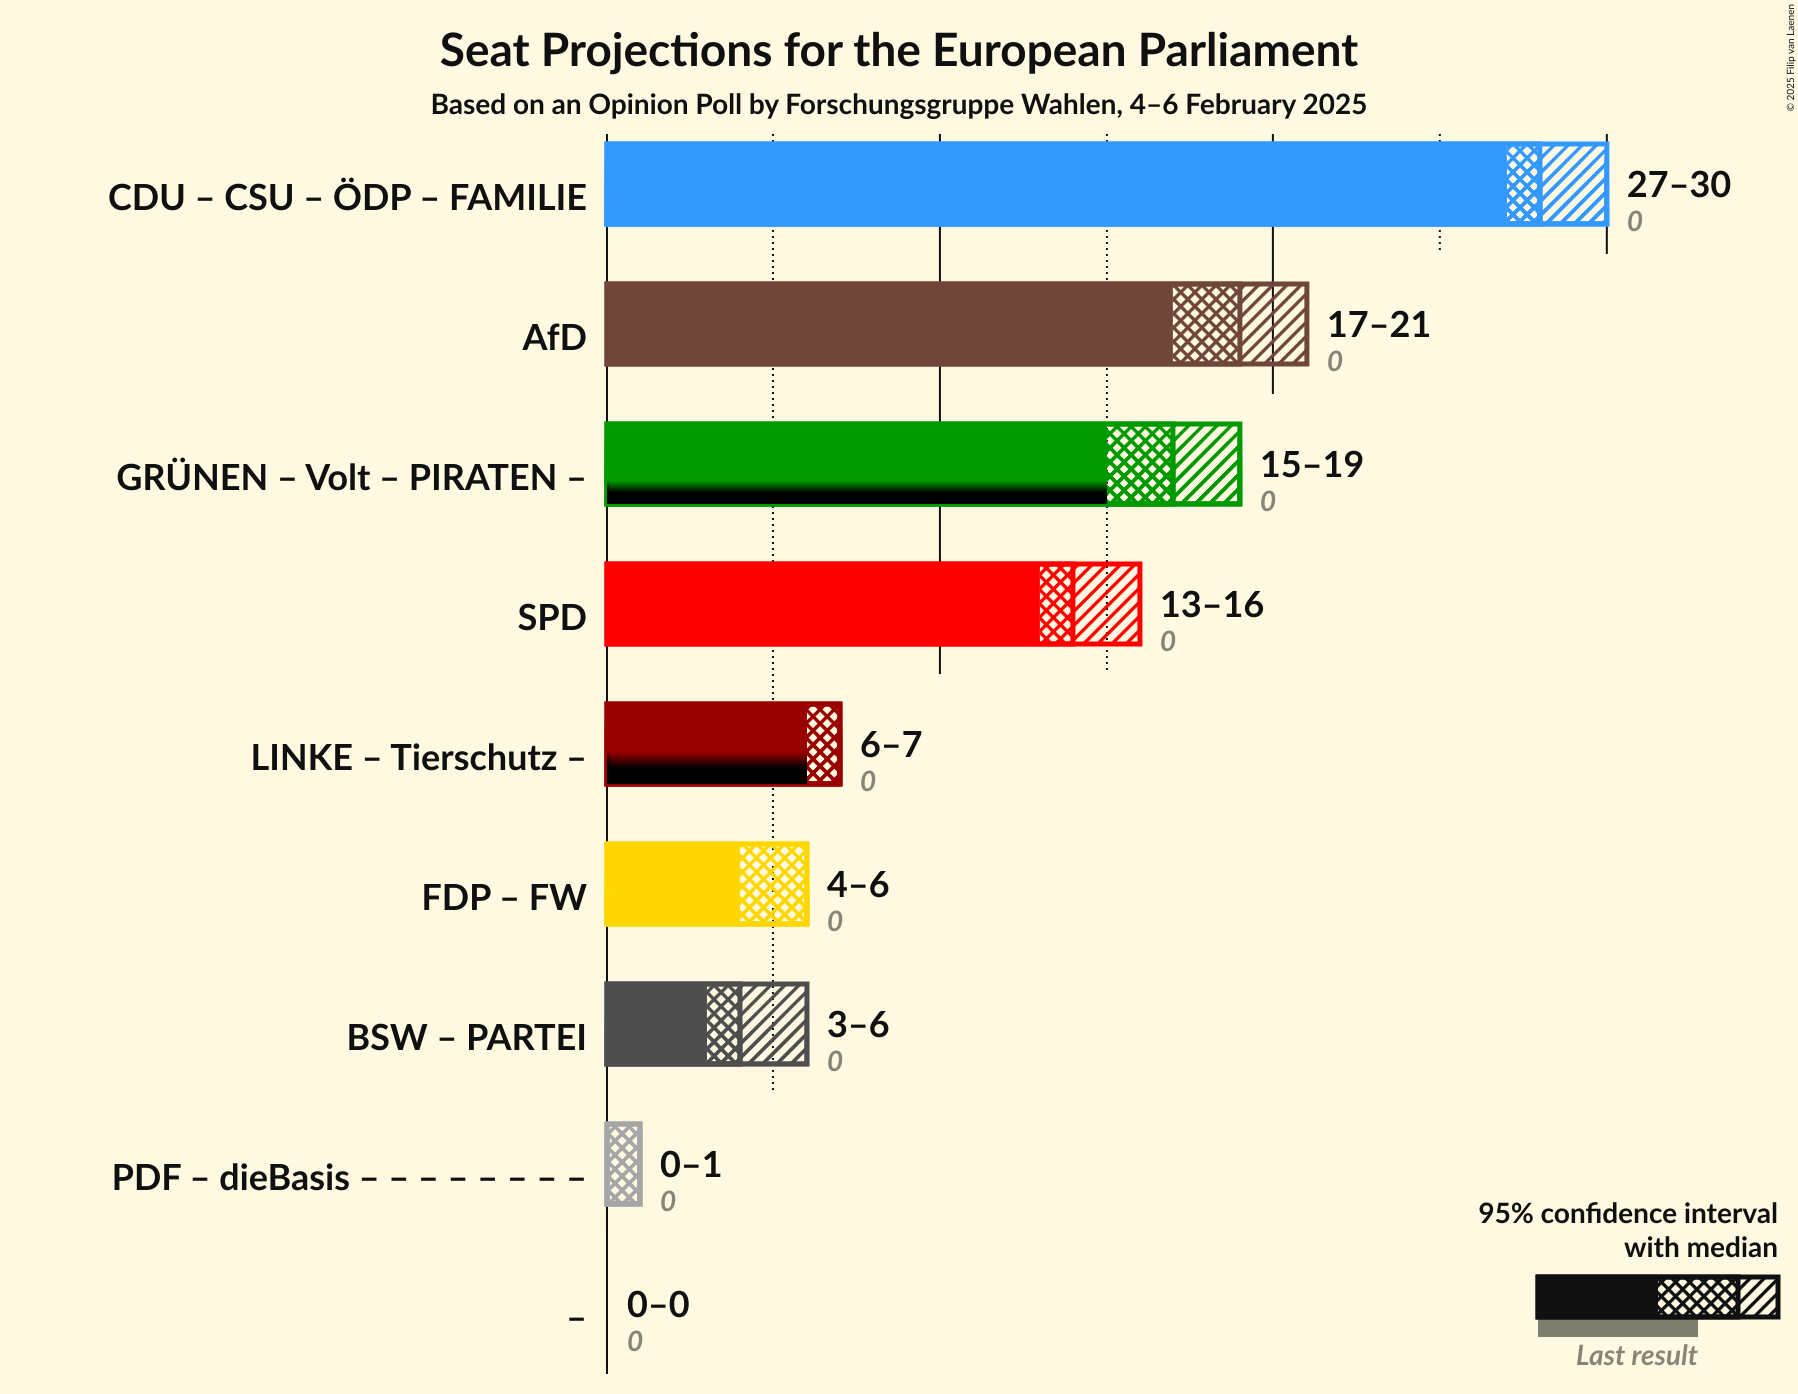 Seat Projections for the European Parliament
Based on an Opinion Poll by Forschungsgruppe Wahlen, 4–6 February 2025
© 2025 Filip van Laenen
CDU – CSU – ÖDP – FAMILIE
27–30
0
AfD
17–21
0
GRÜNEN – Volt – PIRATEN –
15–19
0
SPD
13–16
0
LINKE – Tierschutz –
6–7
0
FDP – FW
4–6
0
BSW – PARTEI
3–6
0
PDF – dieBasis – – – – – – – –
0–1
0
–
0–0
0
95% confidence interval
with median
Last result